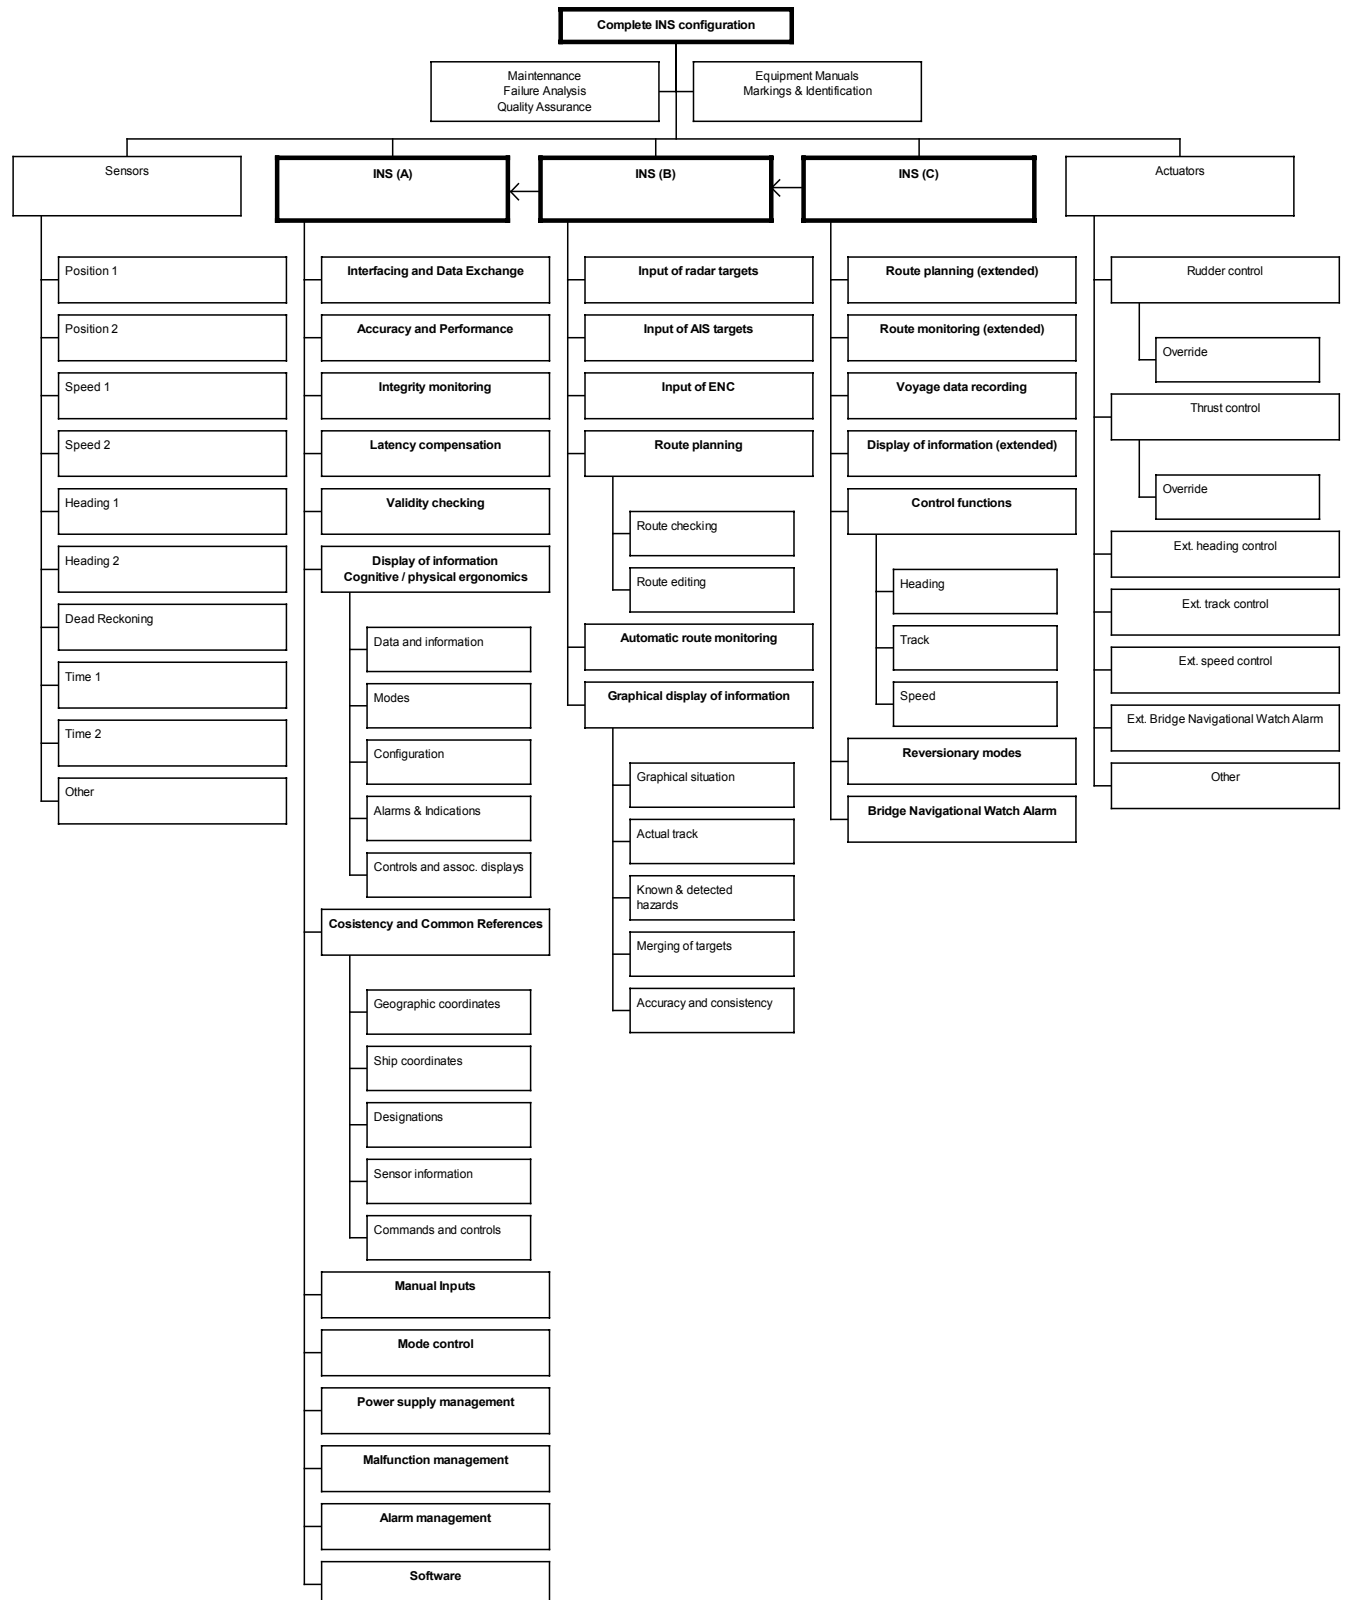 Complete INS configuration
Maintennance
Failure Analysis
Quality Assurance
Equipment Manuals
Markings & Identification
Sensors
INS (A)
INS (B)
INS (C)
Actuators
Position 1
Position 2
Speed 1
Speed 2
Heading 1
Heading 2
Dead Reckoning
Time 1
Time 2
Other
Interfacing and Data Exchange
Accuracy and Performance
Integrity monitoring
Latency compensation
Validity checking
Display of information
Cognitive / physical ergonomics
Data and information
Modes
Configuration
Alarms & Indications
Controls and assoc. displays
Cosistency and Common References
Geographic coordinates
Ship coordinates
Designations
Sensor information
Commands and controls
Manual Inputs
Mode control
Power supply management
Malfunction management
Alarm management
Software
Input of radar targets
Input of AIS targets
Input of ENC
Route planning
Route checking
Route editing
Automatic route monitoring
Graphical display of information
Graphical situation
Actual track
Known & detected
hazards
Merging of targets
Accuracy and consistency
Route planning (extended)
Route monitoring (extended)
Voyage data recording
Display of information (extended)
Control functions
Heading
Track
Speed
Reversionary modes
Bridge Navigational Watch Alarm
Rudder control
Override
Thrust control
Override
Ext. heading control
Ext. track control
Ext. speed control
Ext. Bridge Navigational Watch Alarm
Other